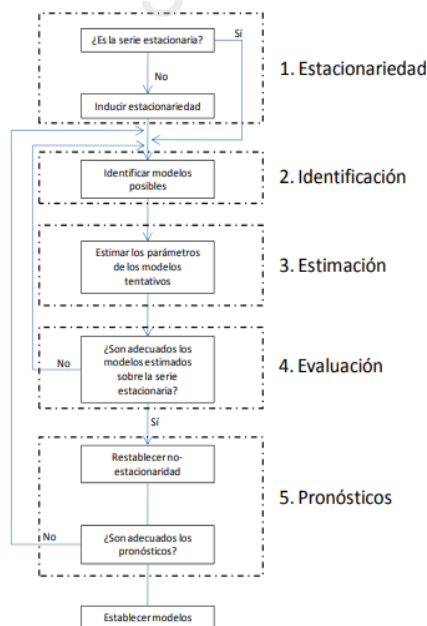 ¿Es la serie estacionaria?
Sí
No
Inducir estacionariedad
1. Estacionariedad
Identificar modelos
posibles
2. Identificación
Estimar los parámetros
de los modelos
tentativos
3. Estimación
¿Son adecuados los
modelos estimados
sobre la serie
estacionaria?
No
4. Evaluación
Sí
Restablecer no-
estacionaridad
5. Pronósticos
No
¿Son adecuados los
pronósticos?
Establecer modelos